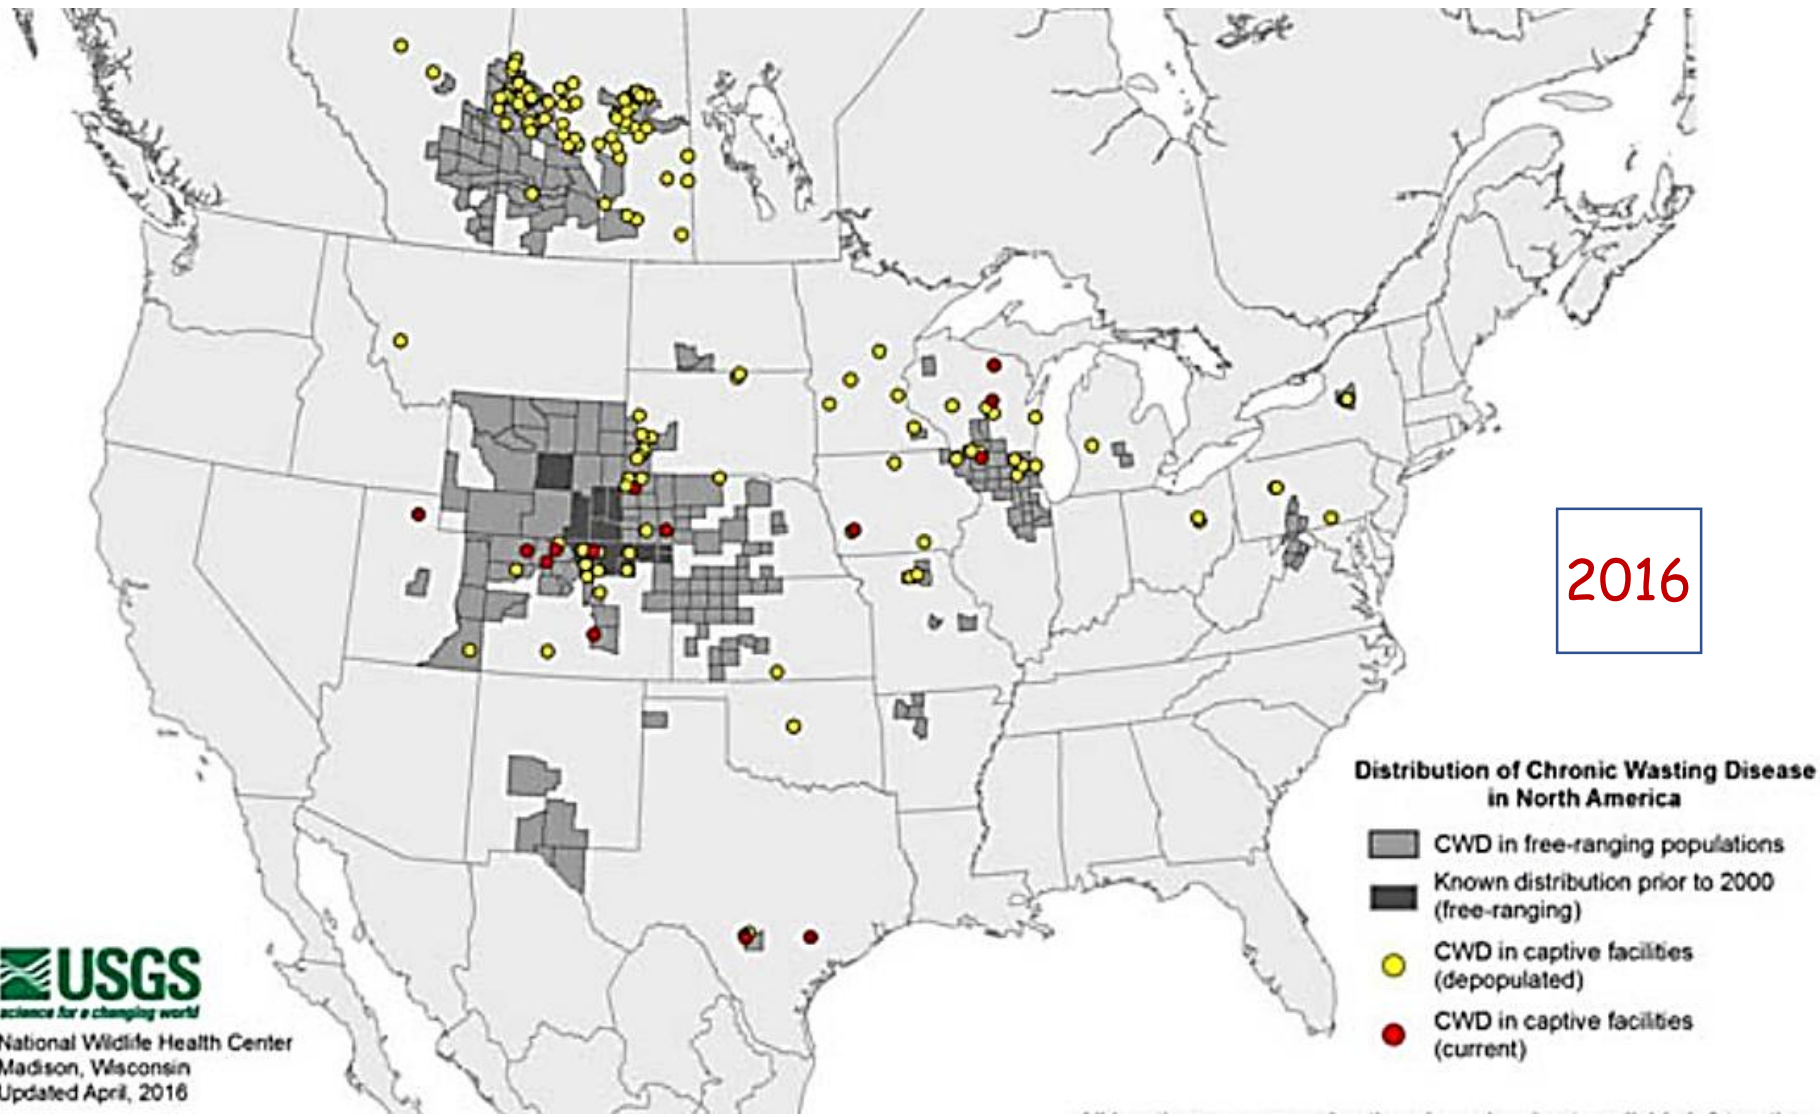 2016
Distribution of Chronic Wasting Disease
in North America
CWD in free-ranging populations
Known distribution prior to 2000
(free-ranging)
CWD in captive facilities
(depopulated)
CWD in captive facilities
(current)
USGS
science for a changing world
National Wildlife Health Center
Madison, Wisconsin
Updated April, 2016